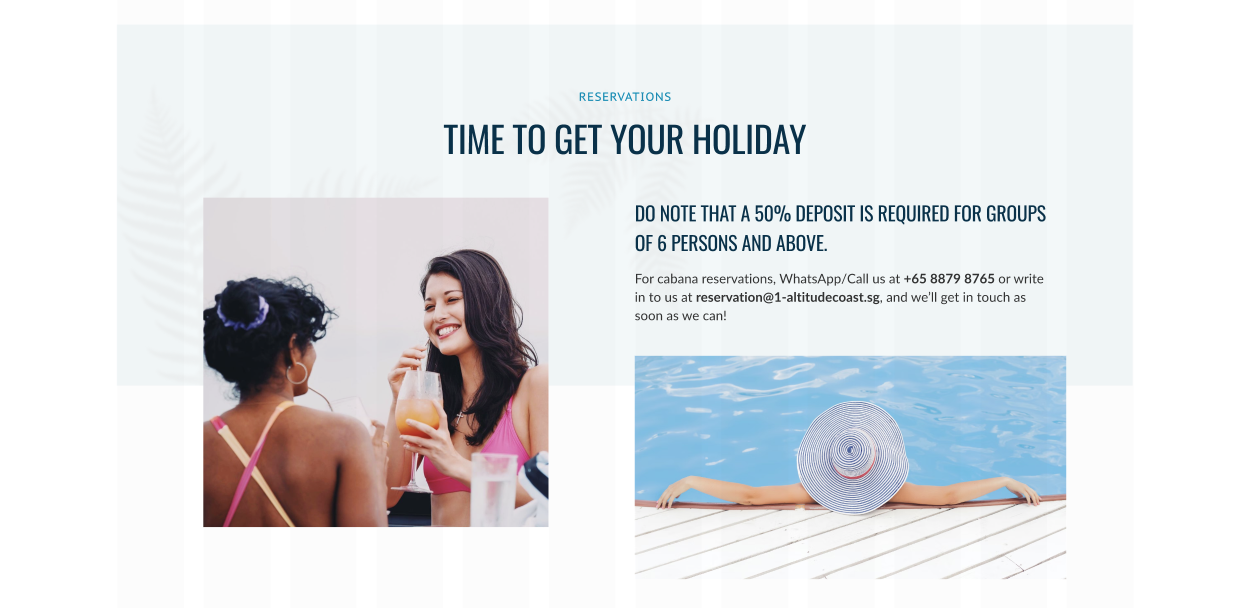 RESERVATIONS
TIME TO GET YOUR HOLIDAY
DO NOTE THAT A 50% DEPOSIT IS REQUIRED FOR GROUPS
OF 6 PERSONS AND ABOVE.
For cabana reservations, WhatsApp/Call us at +65 8879 8765 or write
in to us at reservation@1-altitudecoast.sg, and we'll get in touch as
soon as we can!